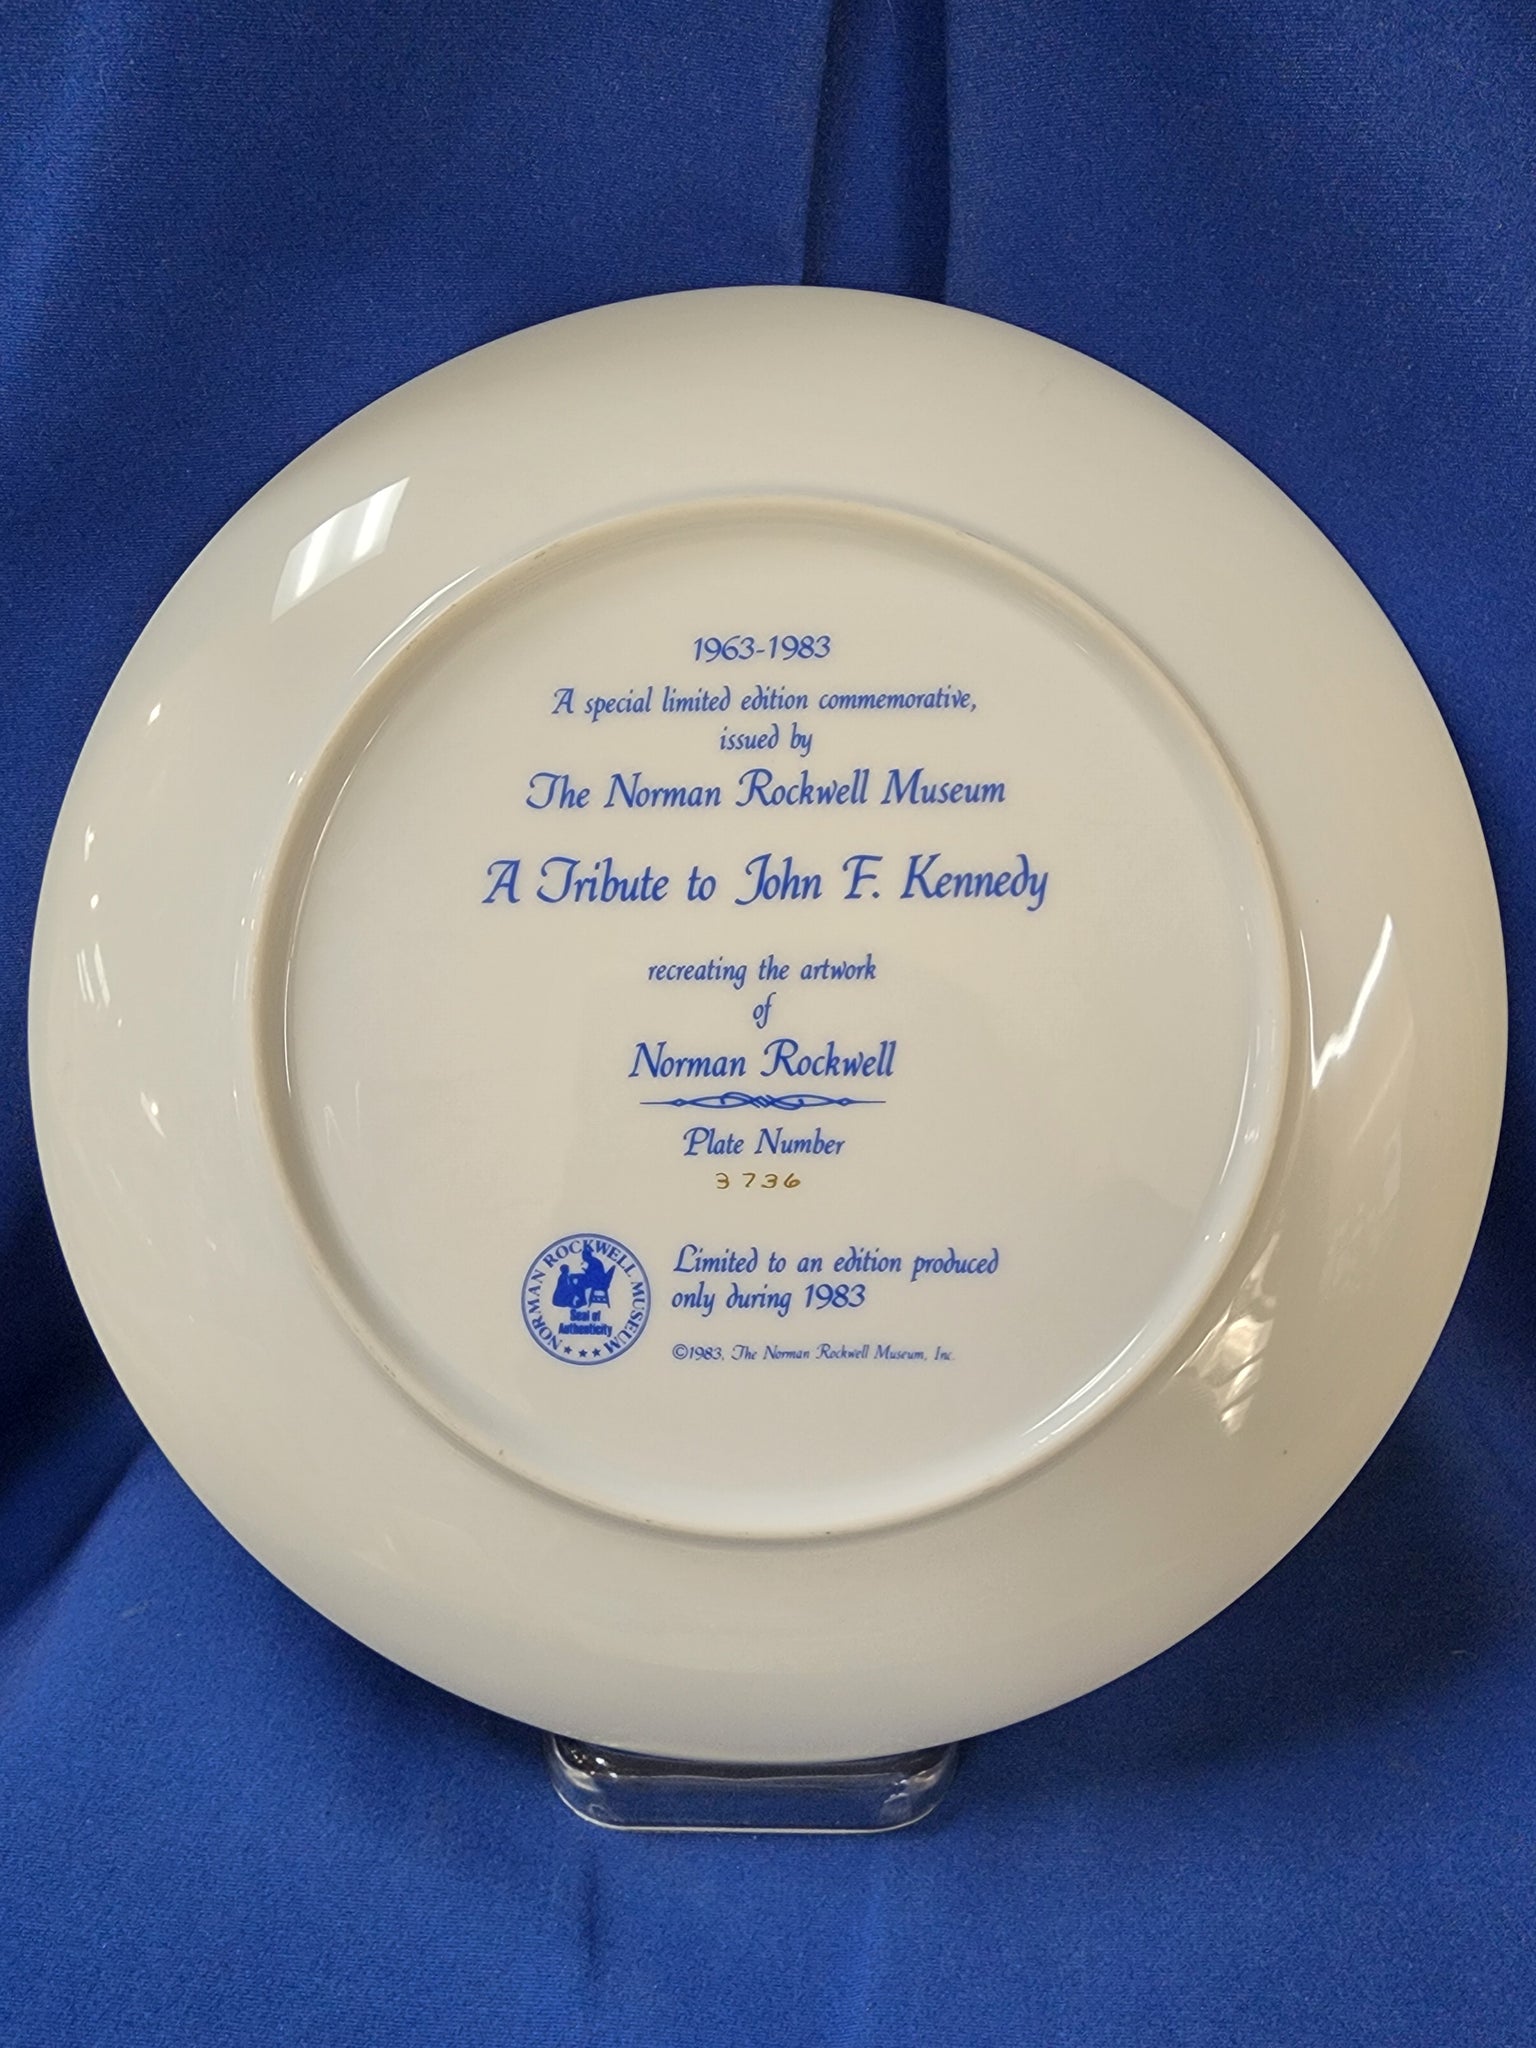 1963-1983
A special limited edition commemorative,
issued by
The Norman Rockwell Museum
A Tribute to John F. Kennedy
recreating the artwork
of
Norman Rockwell
Plate Number
3736
NORMAN ROCKWELL MUSEUM
Seal of
Authenticity
Limited to an edition produced
only during 1983
©1983, The Norman Rockwell Museum, Inc.